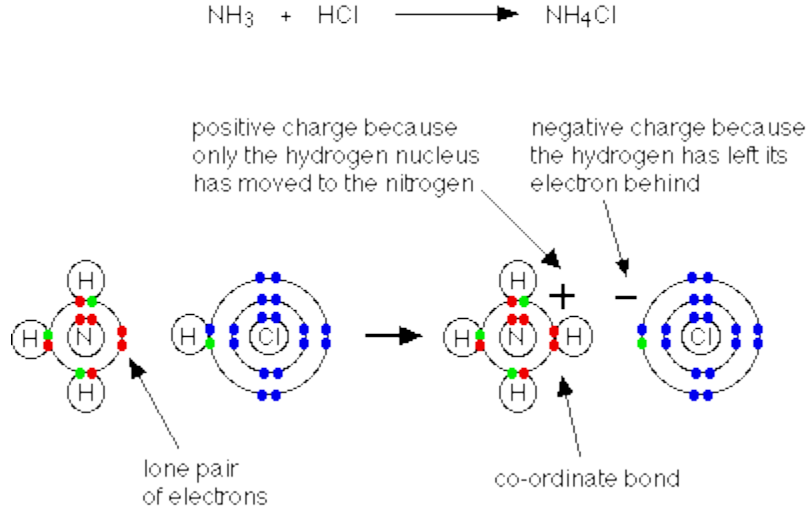 NH₃ + HCl ⟶ NH₄Cl
positive charge because
only the hydrogen nucleus
has moved to the nitrogen
negative charge because
the hydrogen has left its
electron behind
H
H N
H
H Cl
+
−
H
H N H
H
Cl
lone pair
of electrons
co-ordinate bond